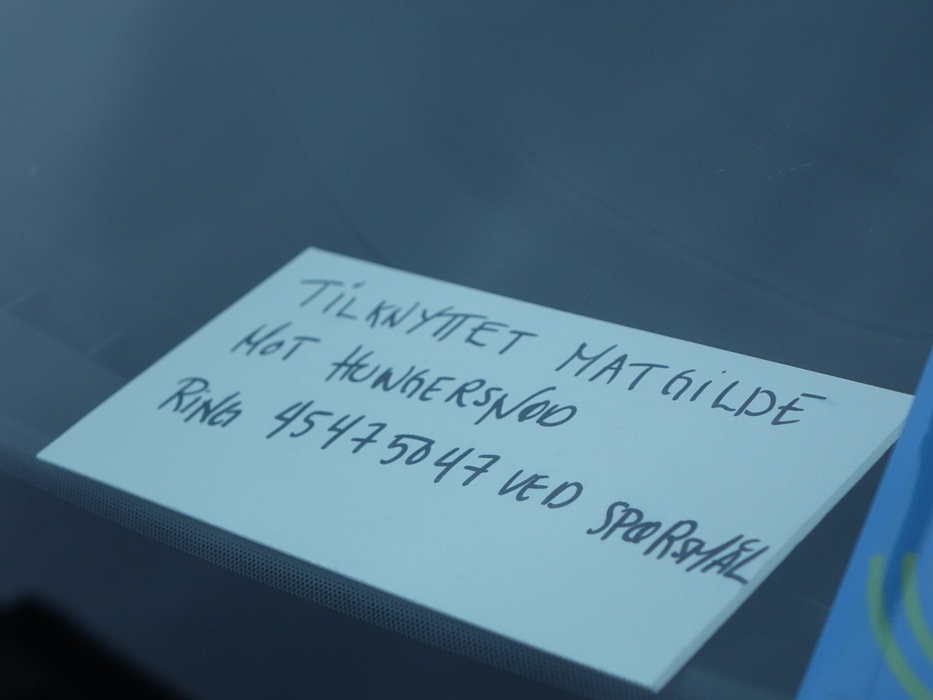 TILKNYTTET MATGILDE
MOT HUNGERSNØD
RING 45475047 VED SPØRSMÅL